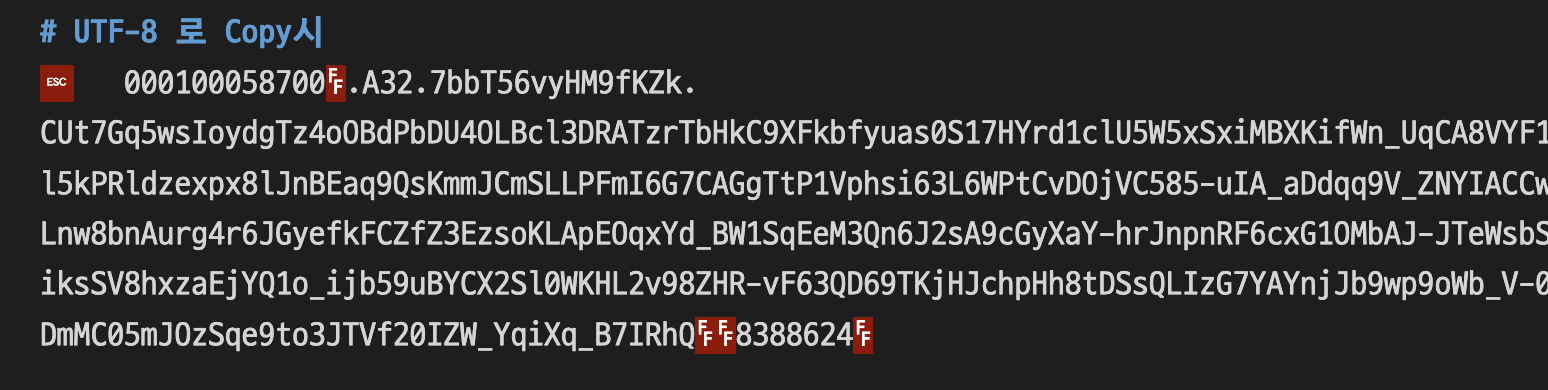 # UTF-8 로 Copy시
ESC 000100058700FF.A32.7bbT56vyHM9fKZk.
CUt7Gq5wsIoydgTz4oOBdPbDU4OLBcl3DRATzrTbHkC9XFkbfyuas0S17HYrd1clU5W5xSxiMBXKifWn_UqCA8VYF1
l5kPRldzexpx8lJnBEaq9QsKmmJCmSLLPFmI6G7CAGgTtP1Vphsi63L6WPtCvDOjVC585-uIA_aDdqq9V_ZNYIACCw
Lnw8bnAurg4r6JGyefkFCZfZ3EzsoKLApEOqxYd_BW1SqEeM3Qn6J2sA9cGyXaY-hrJnpnRF6cxG1OMbAJ-JTeWsbS
iksSV8hxzaEjYQ1o_ijb59uBYCX2Sl0WKHL2v98ZHR-vF63QD69TKjHJchpHh8tDSsQLIzG7YAYnjJb9wp9oWb_V-0
DmMC05mJOzSqe9to3JTVf20IZW_YqiXq_B7IRhQFFFF8388624FF